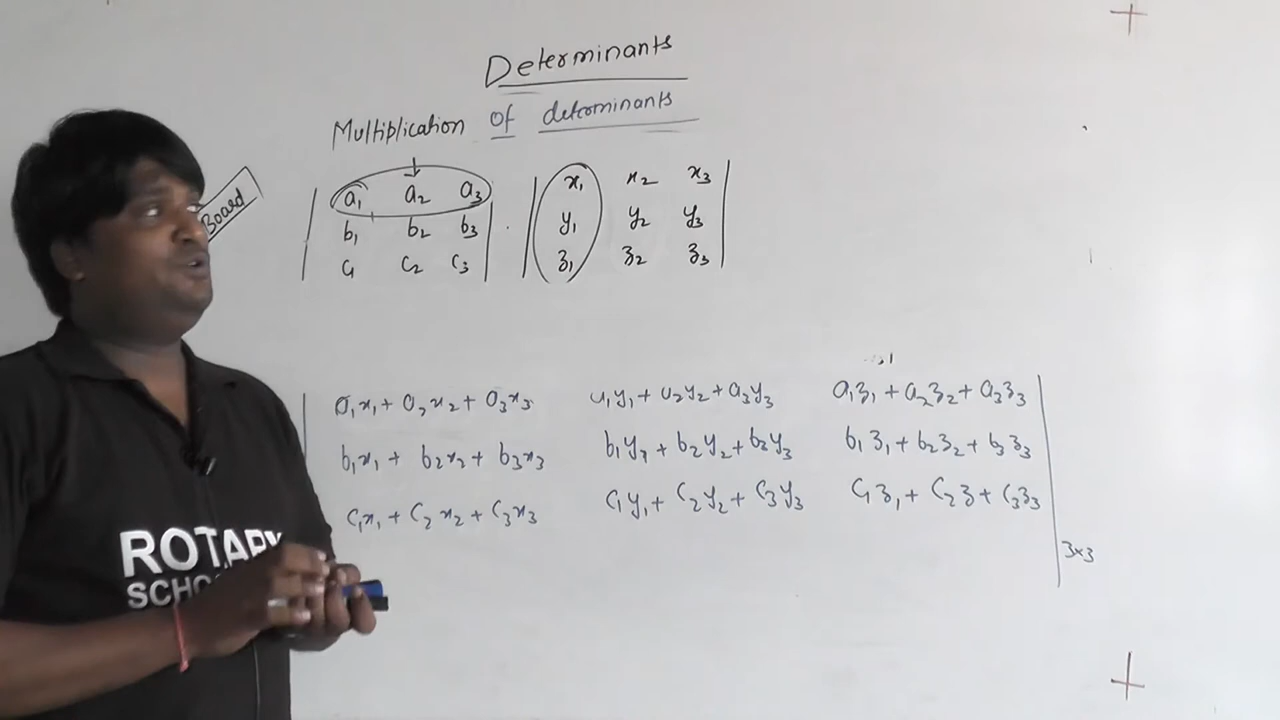 Determinants
Multiplication of determinants
Board
| a₁ a₂ a₃ | . | x₁ x₂ x₃ |
| b₁ b₂ b₃ | | y₁ y₂ y₃ |
| c₁ c₂ c₃ | | z₁ z₂ z₃ |
| a₁x₁ + a₂x₂ + a₃x₃ a₁y₁ + a₂y₂ + a₃y₃ a₁z₁ + a₂z₂ + a₃z₃ |
| b₁x₁ + b₂x₂ + b₃x₃ b₁y₁ + b₂y₂ + b₃y₃ b₁z₁ + b₂z₂ + b₃z₃ |
| c₁x₁ + c₂x₂ + c₃x₃ c₁y₁ + c₂y₂ + c₃y₃ c₁z₁ + c₂z + c₃z₃ |
3×3
ROTARY